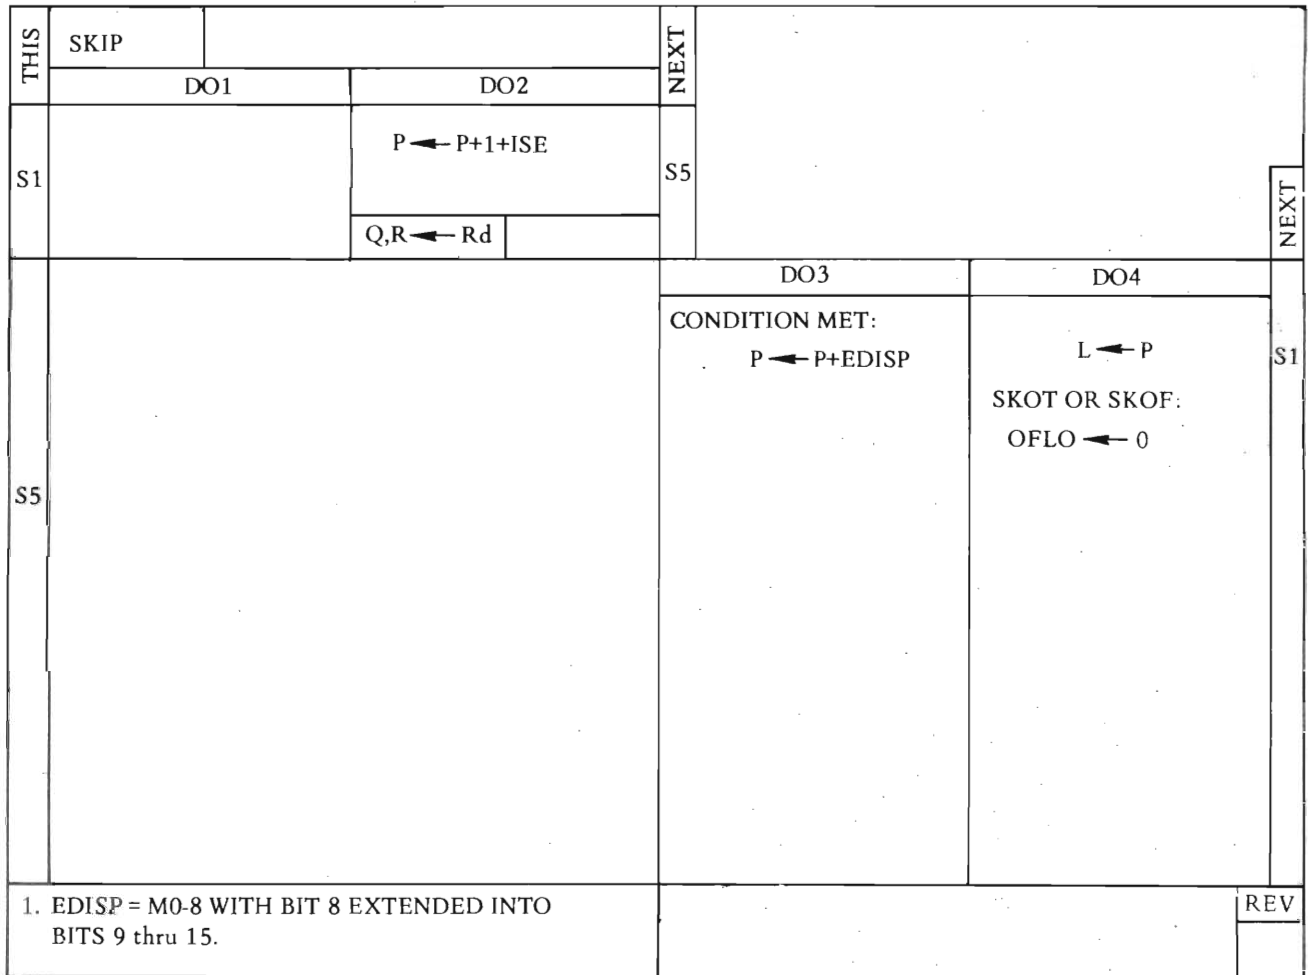 THIS
SKIP
NEXT
DO1
DO2
S1
P ← P+1+ISE
S5
NEXT
Q,R ← Rd
DO3
DO4
CONDITION MET:
P ← P+EDISP
L ← P
S1
SKOT OR SKOF:
OFLO ← 0
S5
1. EDISP = M0-8 WITH BIT 8 EXTENDED INTO
BITS 9 thru 15.
REV